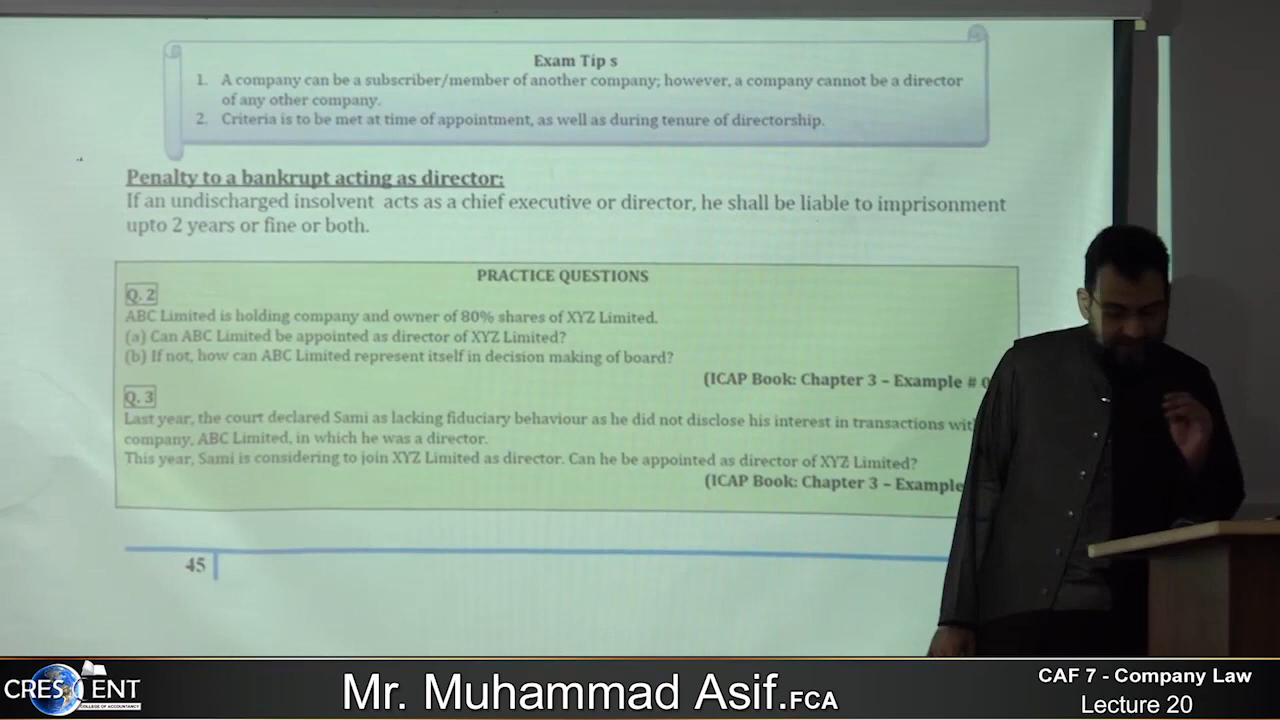 Exam Tip s
1. A company can be a subscriber/member of another company; however, a company cannot be a director
of any other company.
2. Criteria is to be met at time of appointment, as well as during tenure of directorship.
Penalty to a bankrupt acting as director:
If an undischarged insolvent acts as a chief executive or director, he shall be liable to imprisonment
upto 2 years or fine or both.
PRACTICE QUESTIONS
Q. 2
ABC Limited is holding company and owner of 80% shares of XYZ Limited.
(a) Can ABC Limited be appointed as director of XYZ Limited?
(b) If not, how can ABC Limited represent itself in decision making of board?
(ICAP Book: Chapter 3 – Example #
Q. 3
Last year, the court declared Sami as lacking fiduciary behaviour as he did not disclose his interest in transactions
company, ABC Limited, in which he was a director.
This year, Sami is considering to join XYZ Limited as director. Can he be appointed as director of XYZ Limited?
(ICAP Book: Chapter 3 – Example
45
CRESCENT
COLLEGE OF ACCOUNTANCY
Mr. Muhammad Asif.FCA
CAF 7 - Company Law
Lecture 20